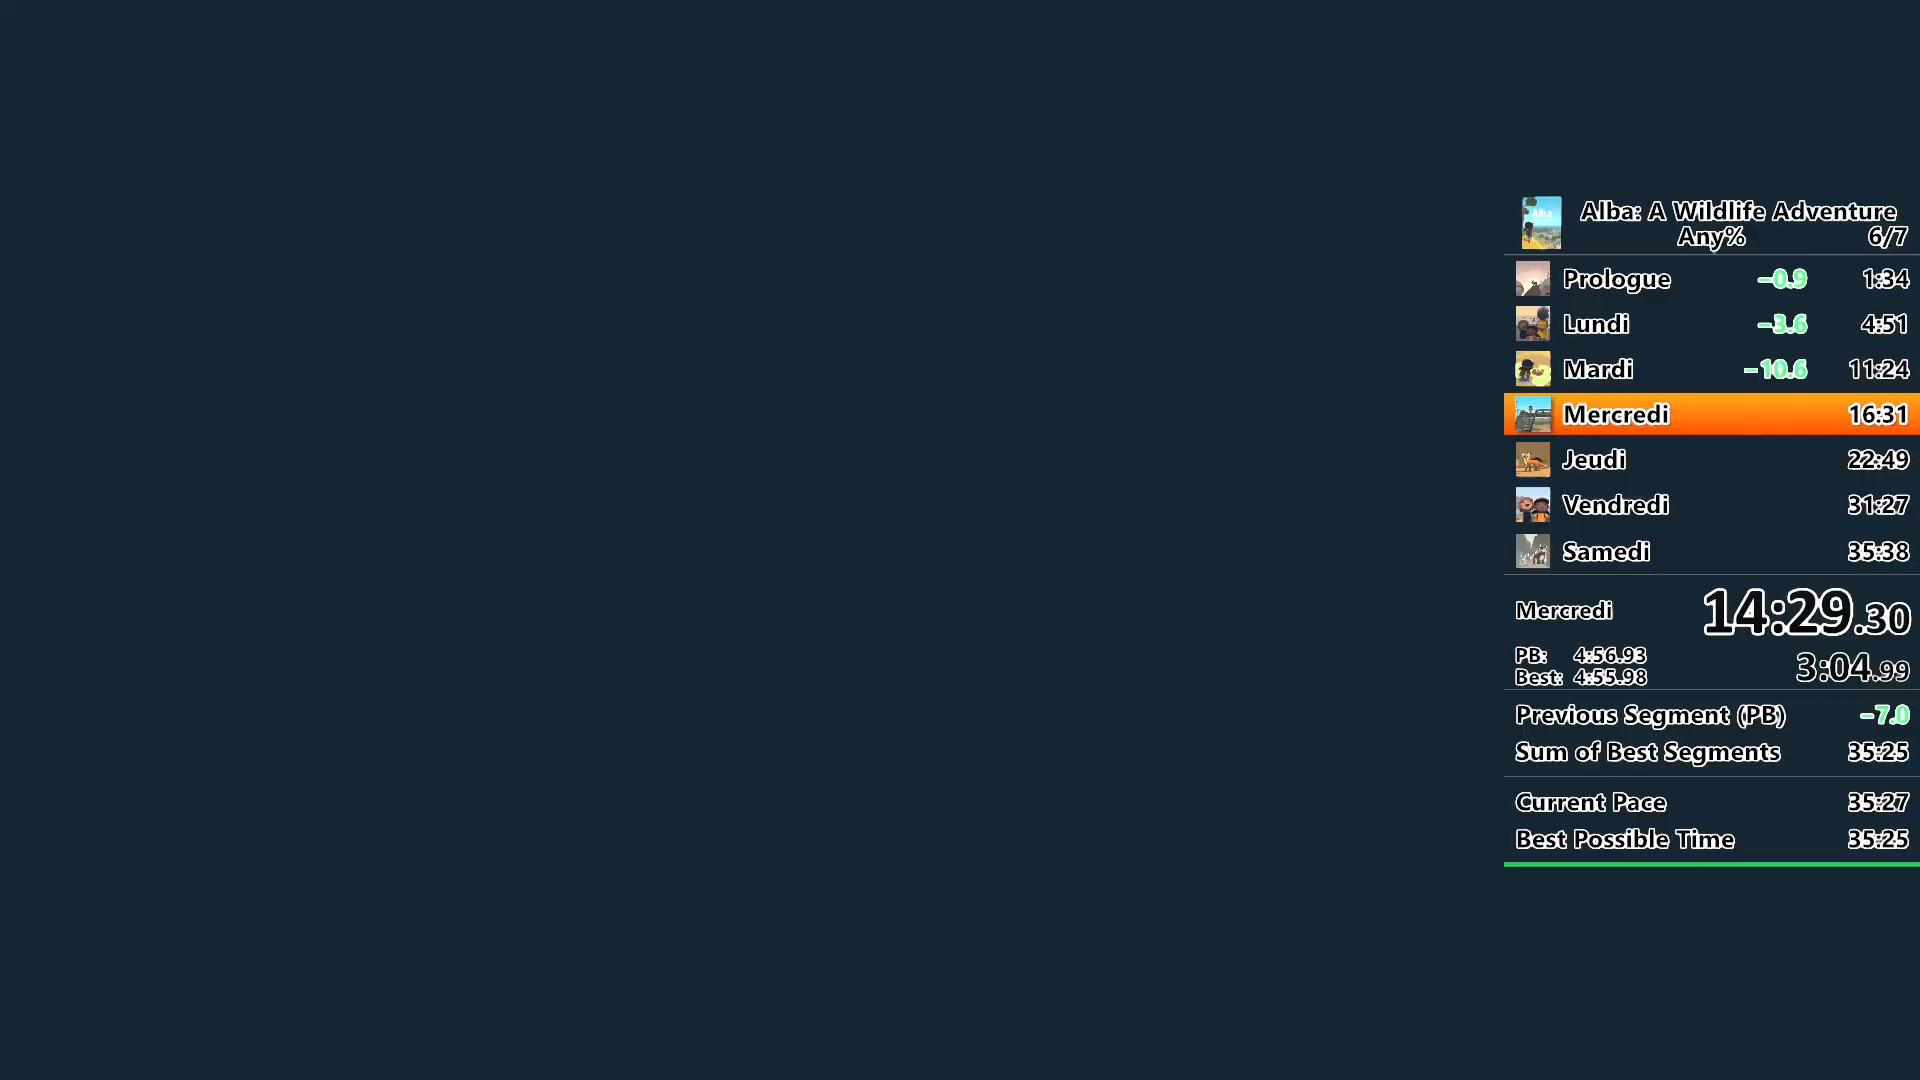 Alba
Alba: A Wildlife Adventure
Any% 6/7
Prologue −0.9 1:34
Lundi −3.6 4:51
Mardi −10.6 11:24
Mercredi 16:31
Jeudi 22:49
Vendredi 31:27
Samedi 35:38
Mercredi 14:29.30
PB: 4:56.93
Best: 4:55.98 3:04.99
Previous Segment (PB) −7.0
Sum of Best Segments 35:25
Current Pace 35:27
Best Possible Time 35:25